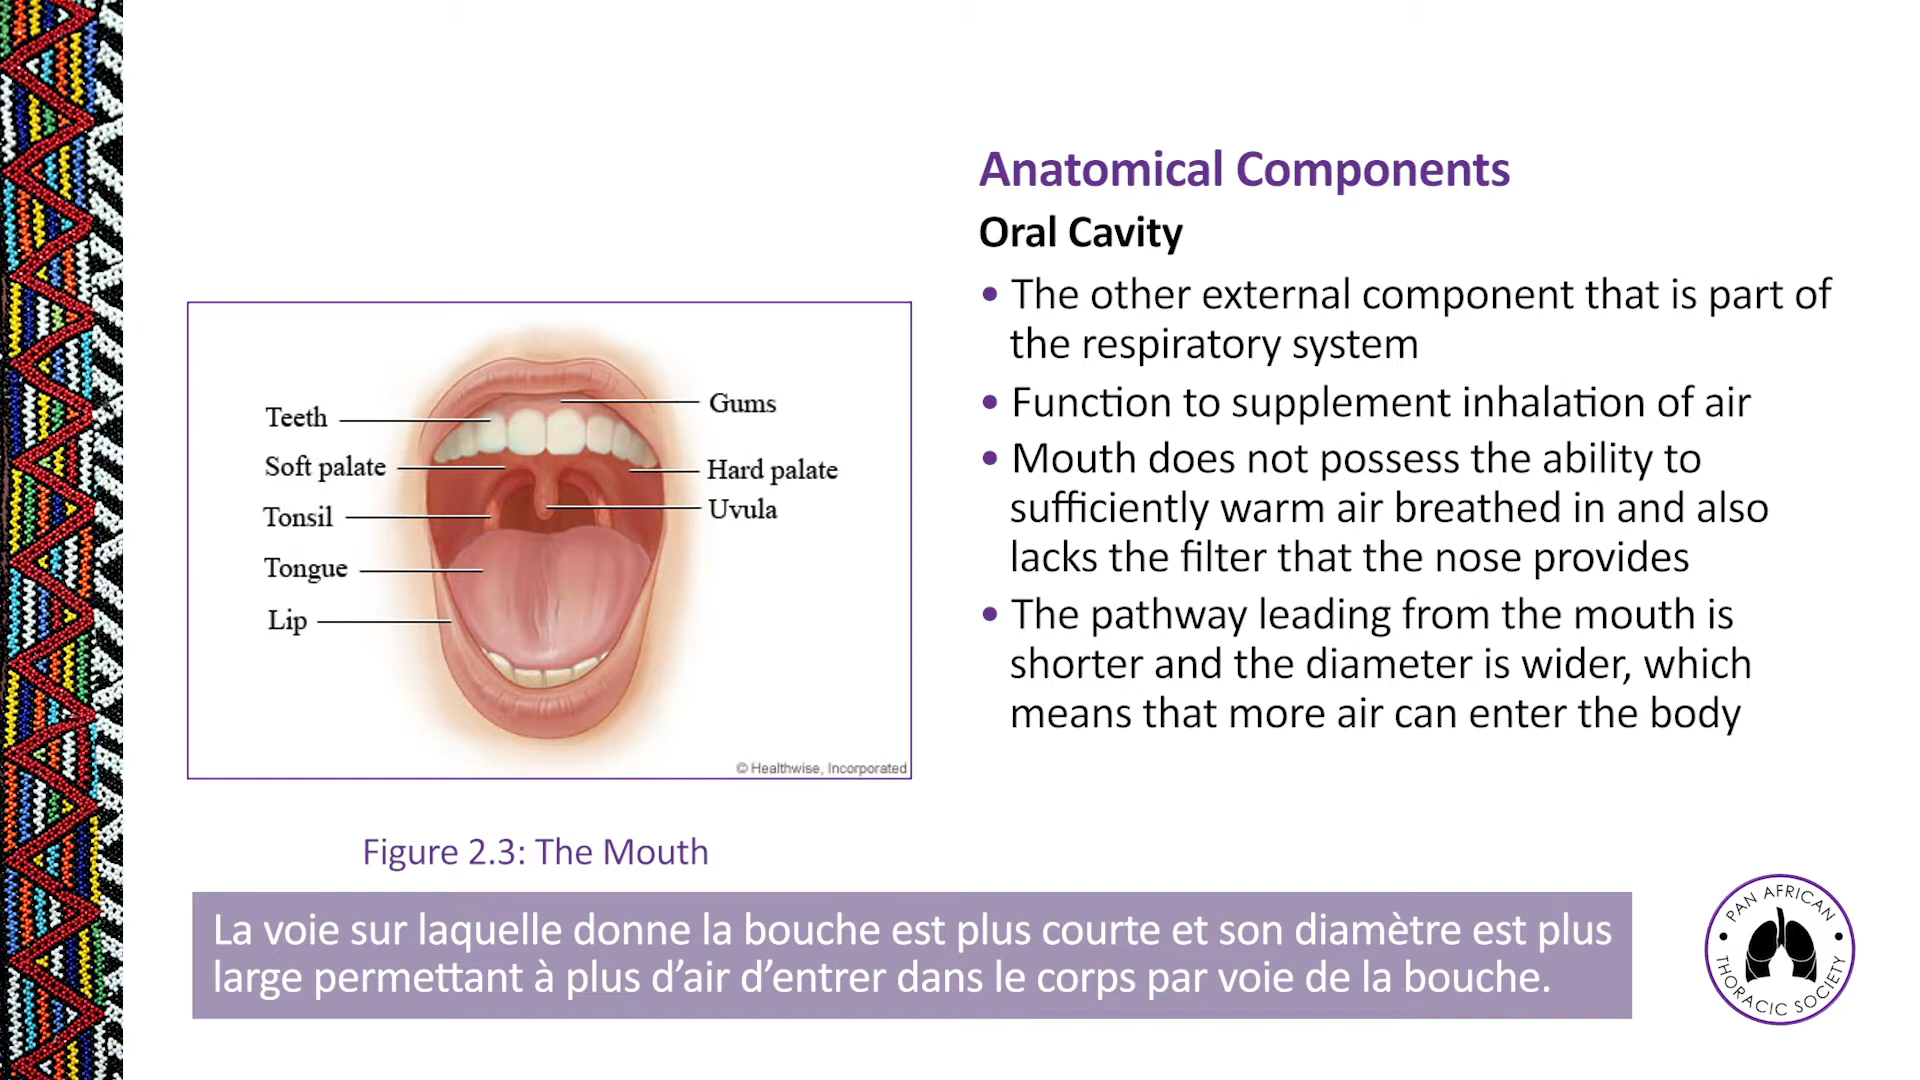 Anatomical Components
Oral Cavity
• The other external component that is part of
the respiratory system
• Function to supplement inhalation of air
• Mouth does not possess the ability to
sufficiently warm air breathed in and also
lacks the filter that the nose provides
• The pathway leading from the mouth is
shorter and the diameter is wider, which
means that more air can enter the body
Teeth
Soft palate
Tonsil
Tongue
Lip
Gums
Hard palate
Uvula
© Healthwise, Incorporated
Figure 2.3: The Mouth
La voie sur laquelle donne la bouche est plus courte et son diamètre est plus
large permettant à plus d’air d’entrer dans le corps par voie de la bouche.
• PAN AFRICAN •
THORACIC SOCIETY